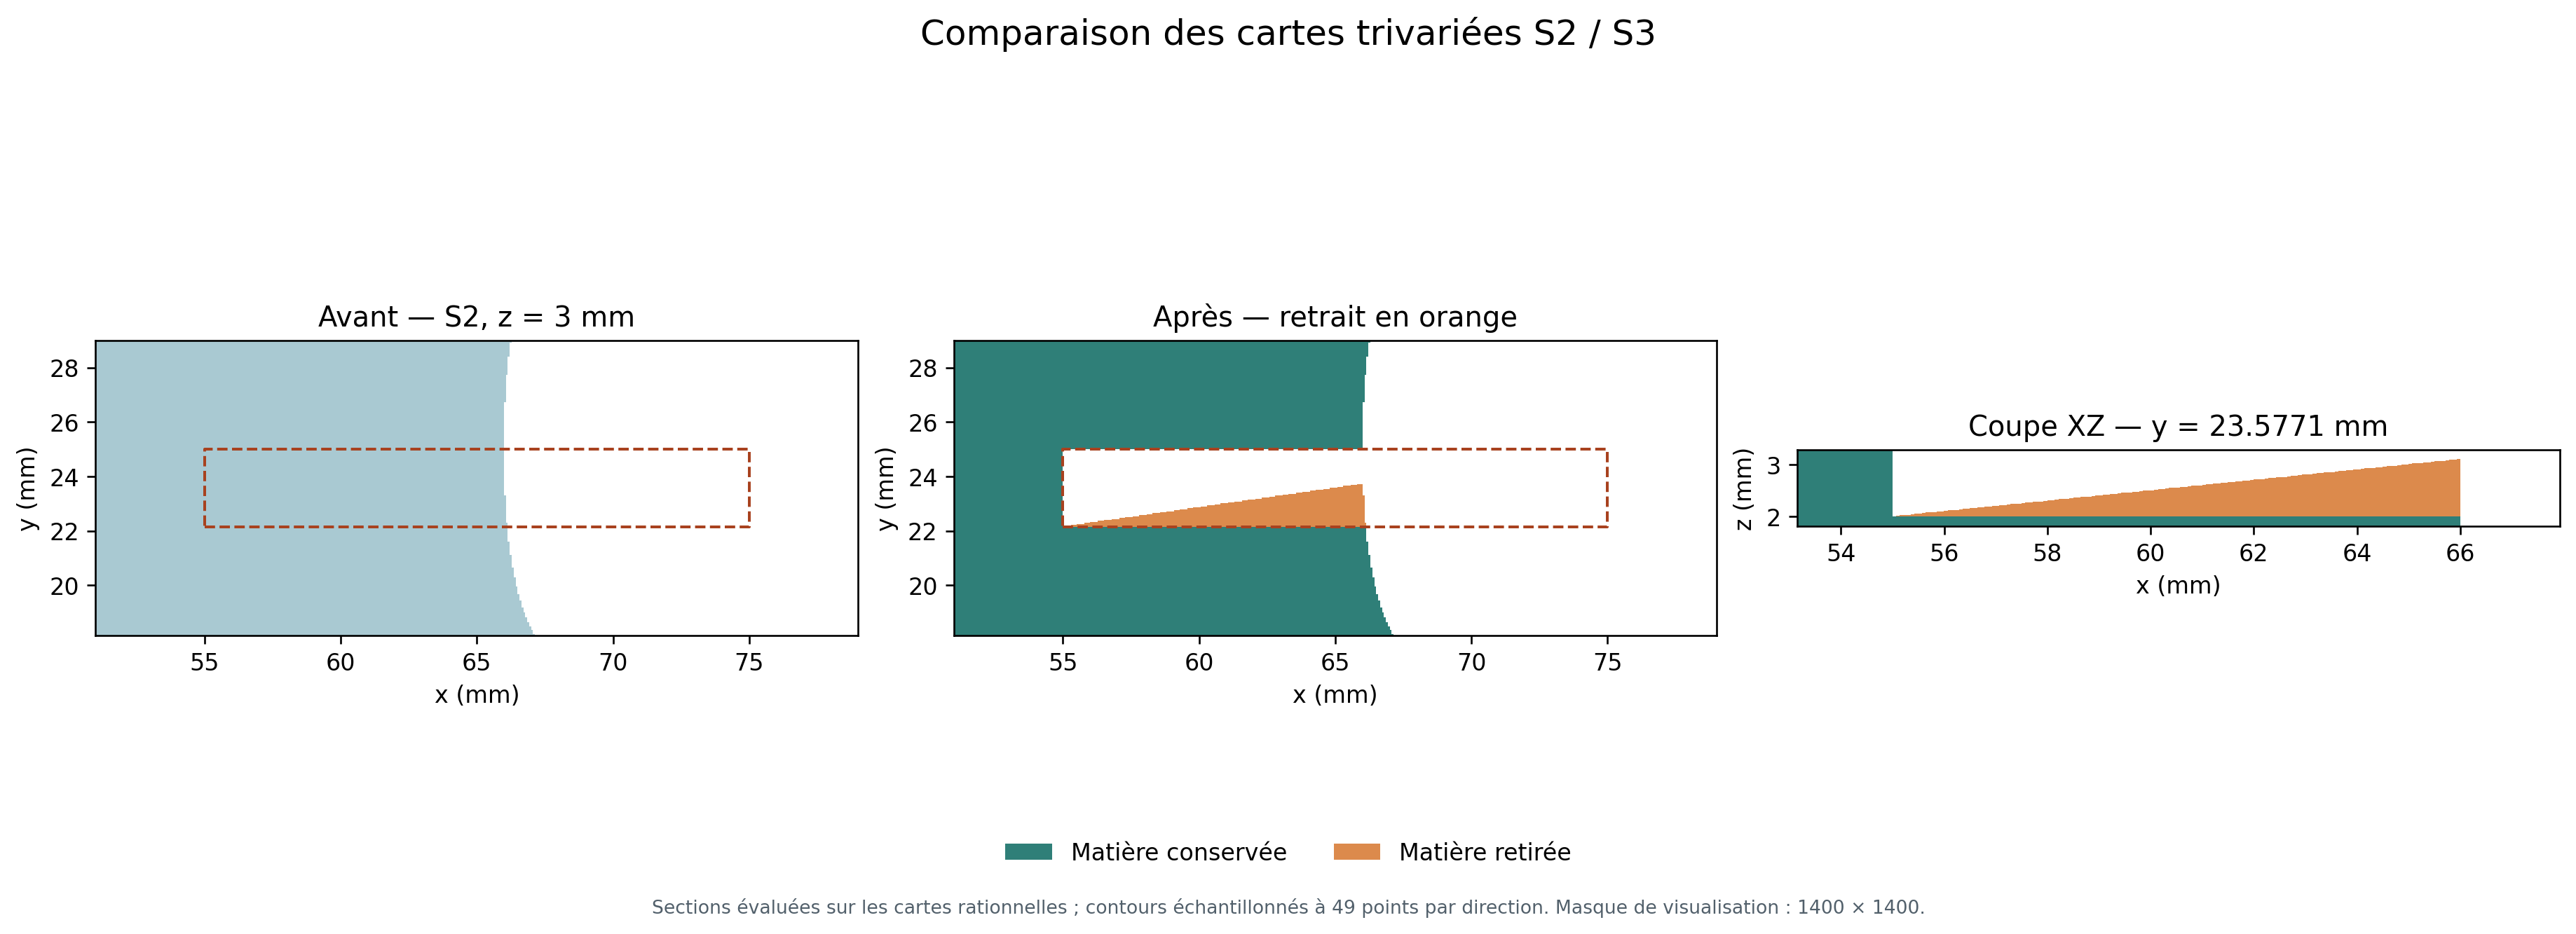 Comparaison des cartes trivariées S2 / S3
Avant — S2, z = 3 mm
28
26
24
22
20
y (mm)
55 60 65 70 75
x (mm)
Après — retrait en orange
28
26
24
22
20
y (mm)
55 60 65 70 75
x (mm)
Coupe XZ — y = 23.5771 mm
3
2
z (mm)
54 56 58 60 62 64 66
x (mm)
Matière conservée Matière retirée
Sections évaluées sur les cartes rationnelles ; contours échantillonnés à 49 points par direction. Masque de visualisation : 1400 × 1400.